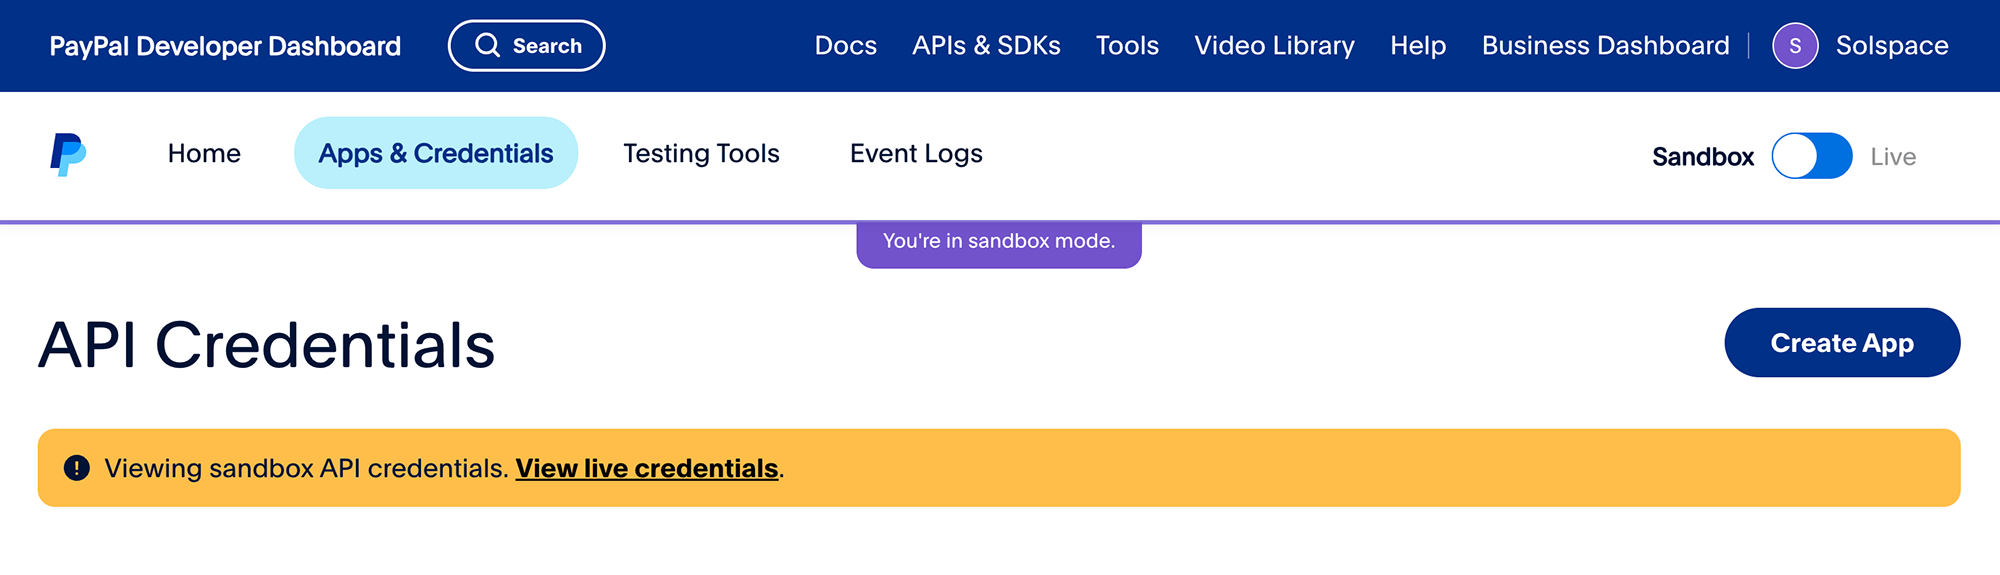 PayPal Developer Dashboard Search Docs APIs & SDKs Tools Video Library Help Business Dashboard S Solspace
Home Apps & Credentials Testing Tools Event Logs Sandbox Live
You're in sandbox mode.
API Credentials Create App
Viewing sandbox API credentials. View live credentials.